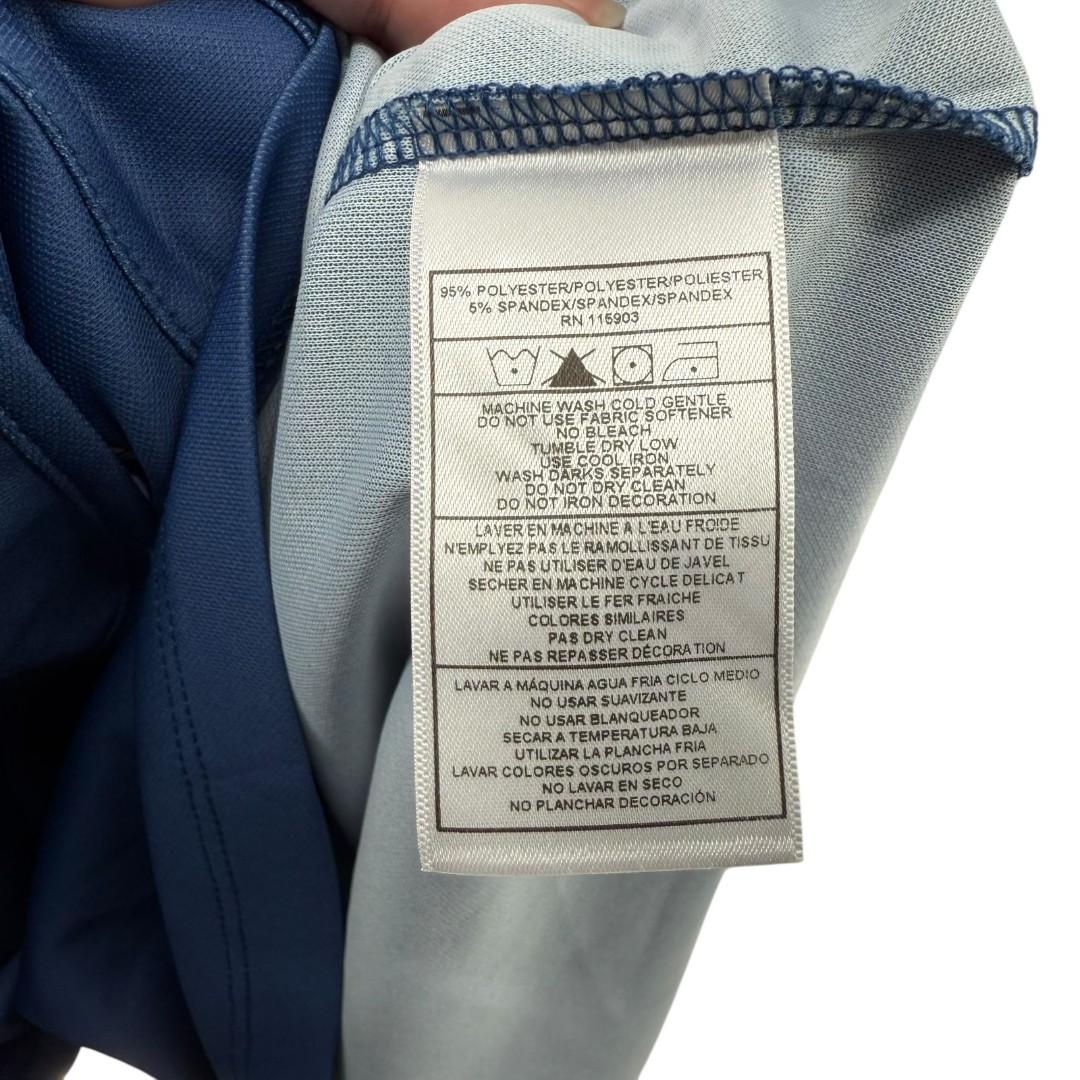 95% POLYESTER/POLYESTER/POLIESTER
5% SPANDEX/SPANDEX/SPANDEX
RN 115903
MACHINE WASH COLD GENTLE
DO NOT USE FABRIC SOFTENER
NO BLEACH
TUMBLE DRY LOW
USE COOL IRON
WASH DARKS SEPARATELY
DO NOT DRY CLEAN
DO NOT IRON DECORATION
LAVER EN MACHINE A L'EAU FROIDE
N'EMPLYEZ PAS LE RAMOLLISSANT DE TISSU
NE PAS UTILISER D'EAU DE JAVEL
SECHER EN MACHINE CYCLE DELICAT
UTILISER LE FER FRAICHE
COLORES SIMILAIRES
PAS DRY CLEAN
NE PAS REPASSER DÉCORATION
LAVAR A MÁQUINA AGUA FRIA CICLO MEDIO
NO USAR SUAVIZANTE
NO USAR BLANQUEADOR
SECAR A TEMPERATURA BAJA
UTILIZAR LA PLANCHA FRIA
LAVAR COLORES OSCUROS POR SEPARADO
NO LAVAR EN SECO
NO PLANCHAR DECORACIÓN